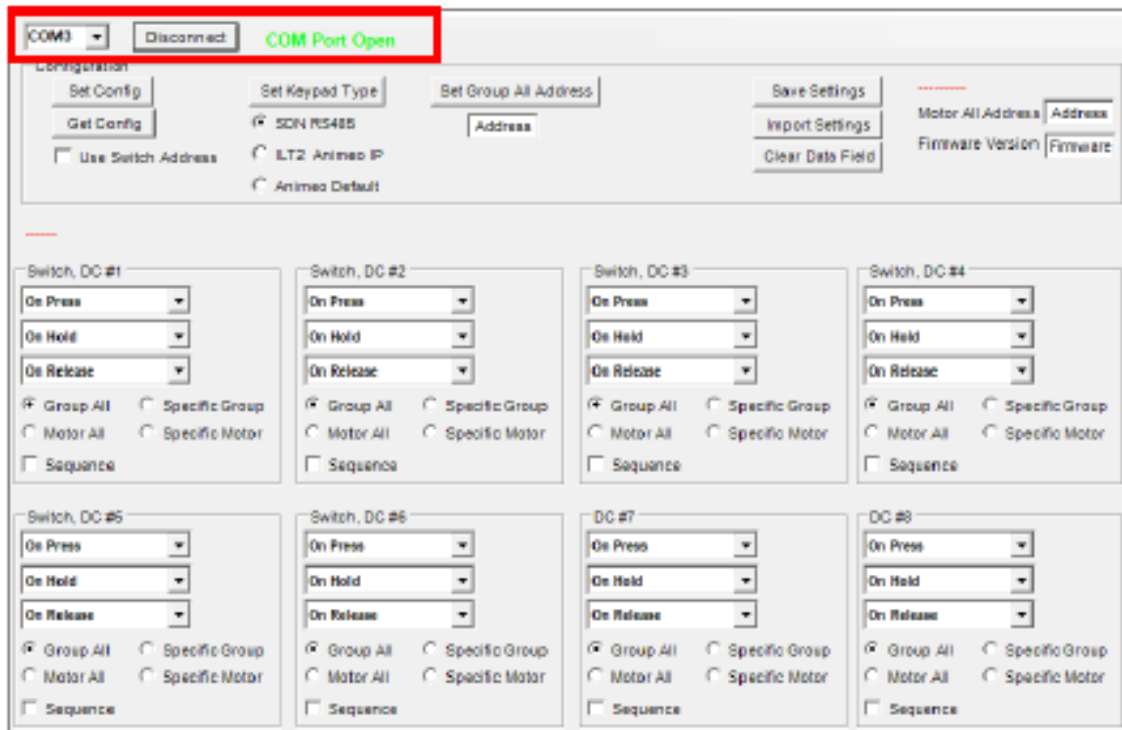 COM3 Disconnect COM Port Open
Configuration
Set Config Set Keypad Type Set Group All Address Save Settings
Get Config SDN RS485 Address Import Settings Motor All Address Address
Use Switch Address ILT2 Animeo IP Clear Data Field Firmware Version Firmware
Animeo Default
Switch, DC #1 Switch, DC #2 Switch, DC #3 Switch, DC #4
On Press On Press On Press On Press
On Hold On Hold On Hold On Hold
On Release On Release On Release On Release
Group All Specific Group Group All Specific Group Group All Specific Group Group All Specific Group
Motor All Specific Motor Motor All Specific Motor Motor All Specific Motor Motor All Specific Motor
Sequence Sequence Sequence Sequence
Switch, DC #5 Switch, DC #6 DC #7 DC #8
On Press On Press On Press On Press
On Hold On Hold On Hold On Hold
On Release On Release On Release On Release
Group All Specific Group Group All Specific Group Group All Specific Group Group All Specific Group
Motor All Specific Motor Motor All Specific Motor Motor All Specific Motor Motor All Specific Motor
Sequence Sequence Sequence Sequence